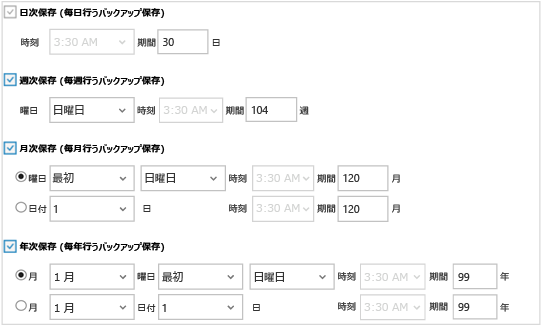 日次保存 (毎日行うバックアップ保存)
時刻 3:30 AM 期間 30 日
週次保存 (毎週行うバックアップ保存)
曜日 日曜日 時刻 3:30 AM 期間 104 週
月次保存 (毎月行うバックアップ保存)
曜日 最初 日曜日 時刻 3:30 AM 期間 120 月
日付 1 日 時刻 3:30 AM 期間 120 月
年次保存 (毎年行うバックアップ保存)
月 1 月 曜日 最初 日曜日 時刻 3:30 AM 期間 99 年
月 1 月 日付 1 日 時刻 3:30 AM 期間 99 年